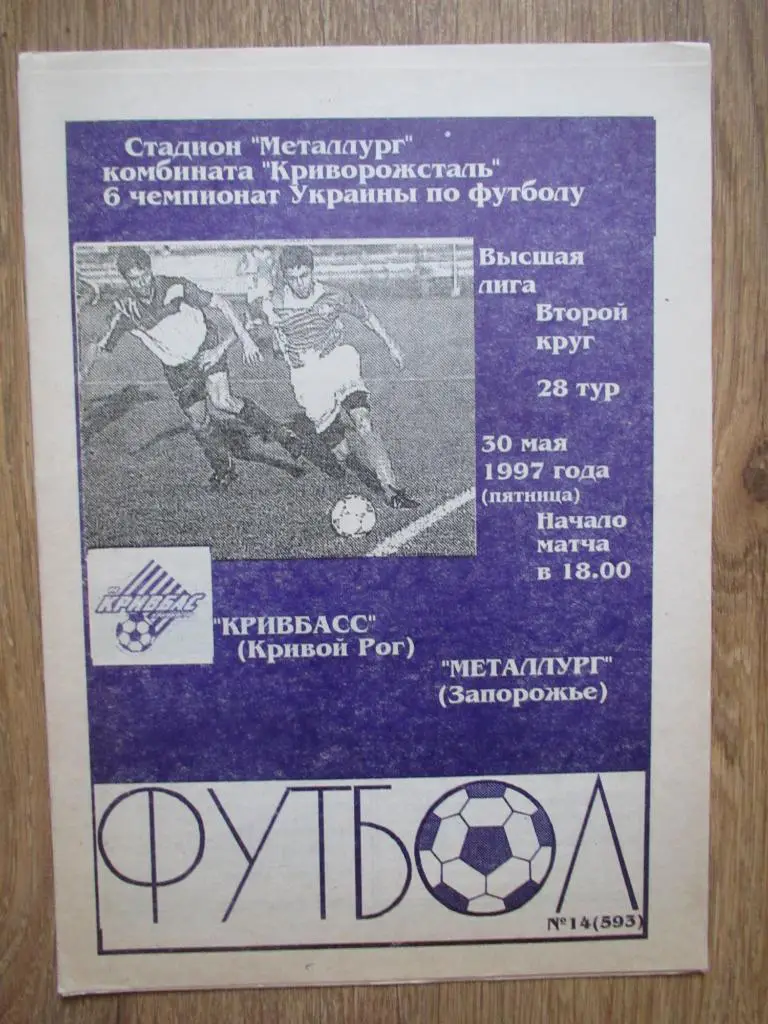 Стадион "Металлург"
комбината "Криворожсталь"
6 чемпионат Украины по футболу
Высшая
лига
Второй
круг
28 тур
30 мая
1997 года
(пятница)
Начало
матча
в 18.00
КРИВБАС
"КРИВБАСС"
(Кривой Рог)
"МЕТАЛЛУРГ"
(Запорожье)
ФУТБОЛ
№14(593)